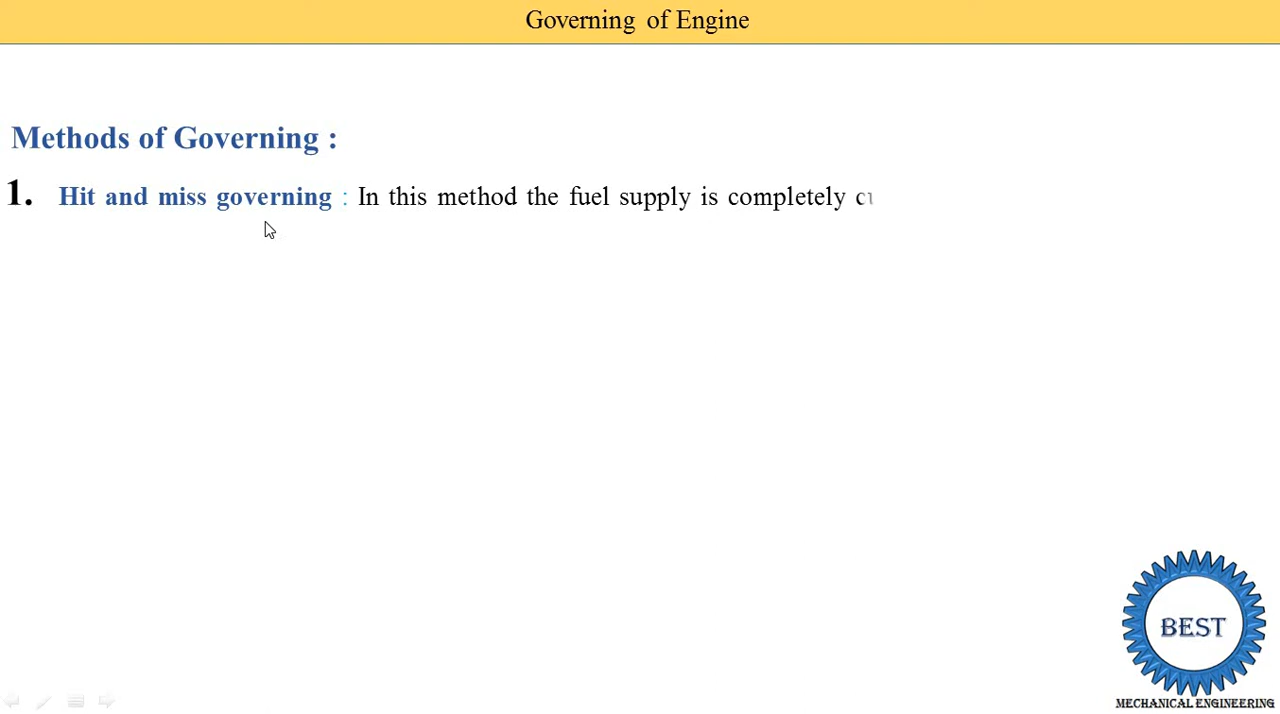 Governing of Engine
Methods of Governing :
1. Hit and miss governing : In this method the fuel supply is completely
BEST
MECHANICAL ENGINEERING